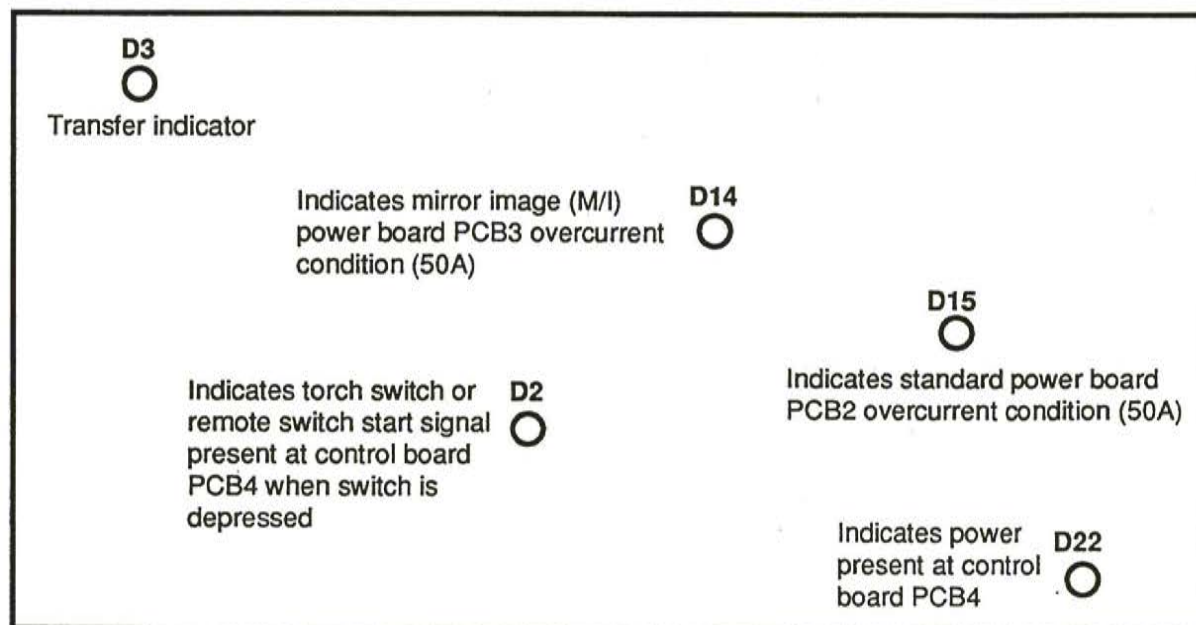 D3
Transfer indicator
Indicates mirror image (M/I)
power board PCB3 overcurrent
condition (50A)
D14
D15
Indicates standard power board
PCB2 overcurrent condition (50A)
Indicates torch switch or
remote switch start signal
present at control board
PCB4 when switch is
depressed
D2
Indicates power
present at control
board PCB4
D22